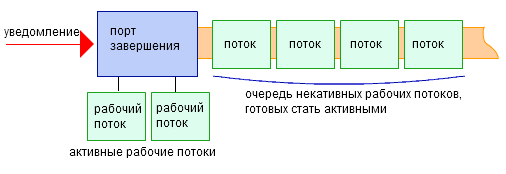 уведомление
порт
завершения
поток
поток
поток
поток
рабочий
поток
рабочий
поток
очередь некативных рабочих потоков,
готовых стать активными
активные рабочие потоки